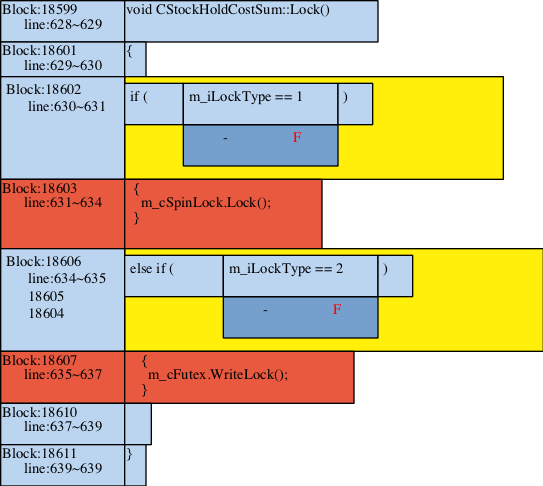 Block:18599 void CStockHoldCostSum::Lock()
line:628~629
Block:18601 {
line:629~630
Block:18602
if ( m_iLockType == 1 )
line:630~631
- F
Block:18603 {
line:631~634 m_cSpinLock.Lock();
}
Block:18606
else if ( m_iLockType == 2 )
line:634~635
18605
18604
- F
Block:18607 {
line:635~637 m_cFutex.WriteLock();
}
Block:18610
line:637~639
Block:18611 }
line:639~639